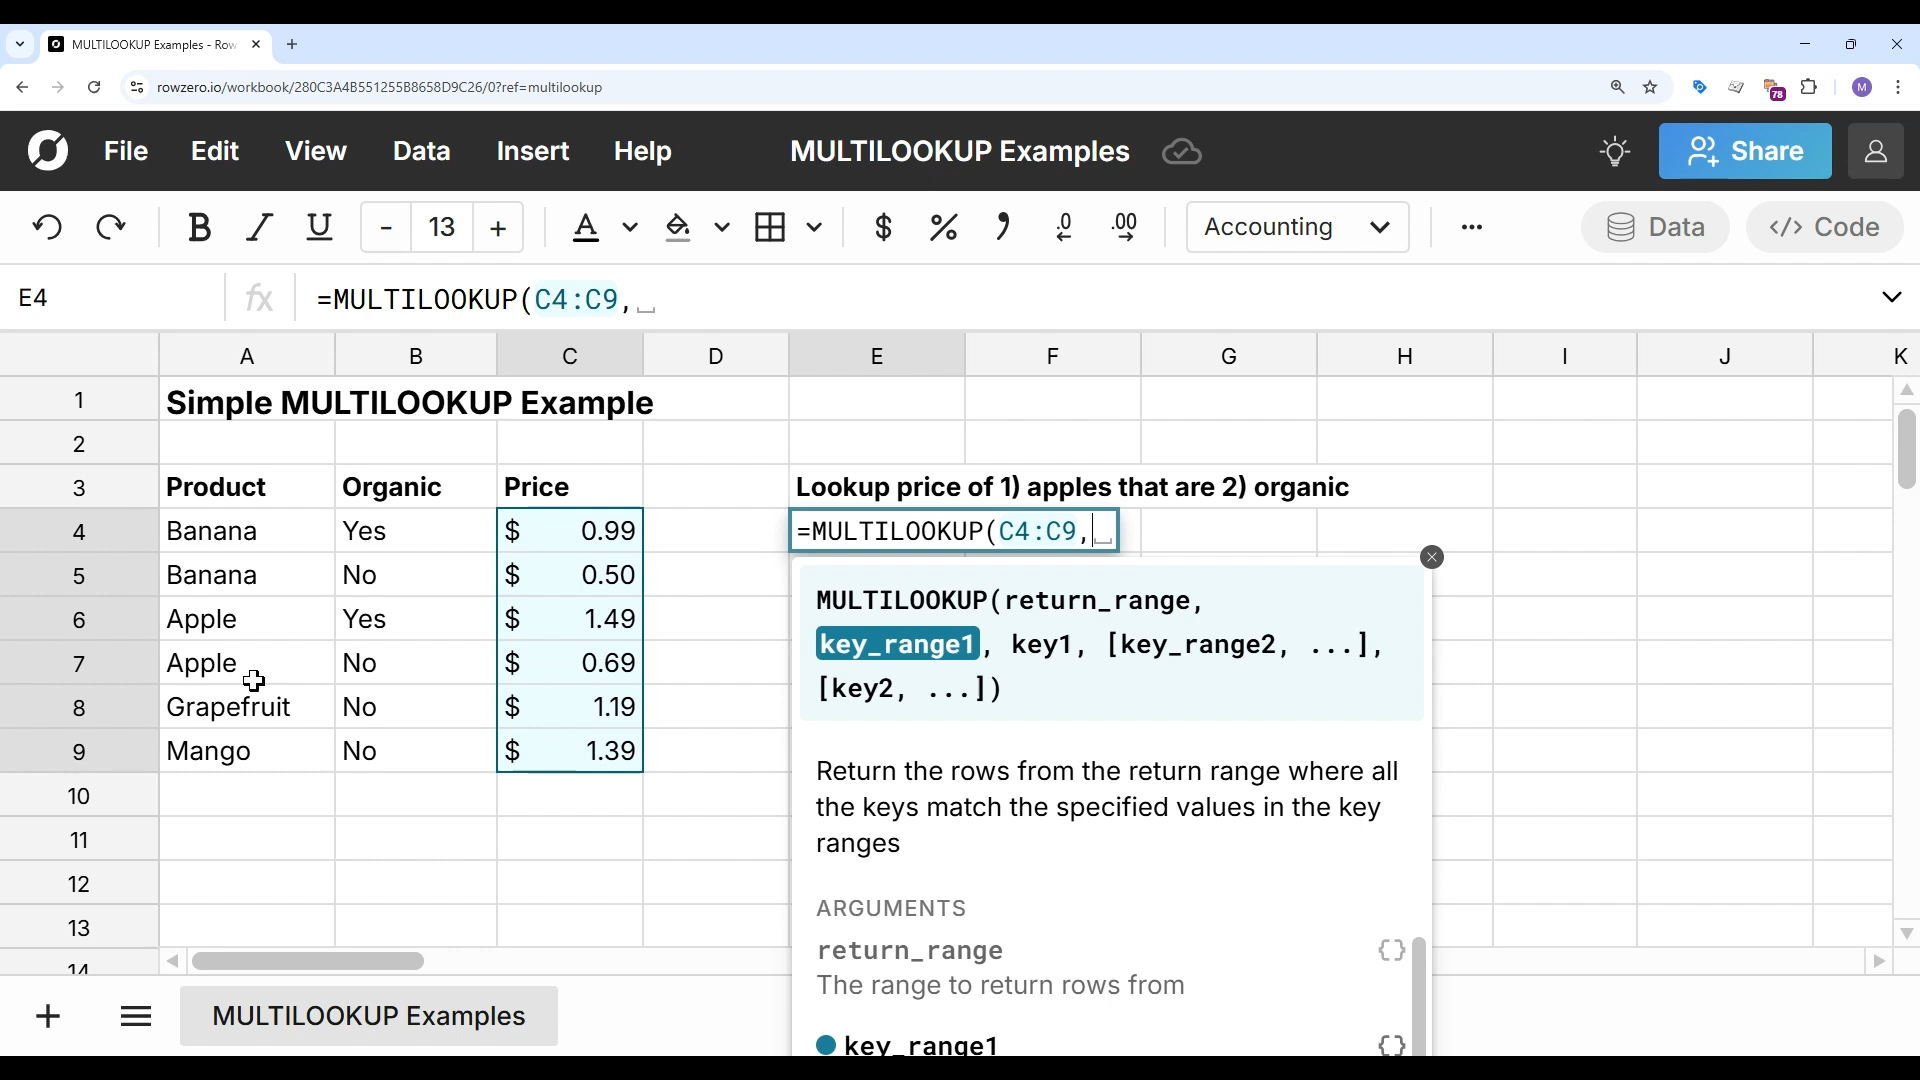 MULTILOOKUP Examples - Row
rowzero.io/workbook/280C3A4B551255B8658D9C26/0?ref=multilookup
78
M
File Edit View Data Insert Help MULTILOOKUP Examples Share
B I U - 13 + A $ % , .0 .00 Accounting ... Data </> Code
E4 fx =MULTILOOKUP(C4:C9,
A B C D E F G H I J K
1 Simple MULTILOOKUP Example
2
3 Product Organic Price Lookup price of 1) apples that are 2) organic
4 Banana Yes $ 0.99 =MULTILOOKUP(C4:C9,
5 Banana No $ 0.50
6 Apple Yes $ 1.49
7 Apple No $ 0.69
8 Grapefruit No $ 1.19
9 Mango No $ 1.39
10
11
12
13
14
MULTILOOKUP(return_range,
key_range1, key1, [key_range2, ...],
[key2, ...])
Return the rows from the return range where all
the keys match the specified values in the key
ranges
ARGUMENTS
return_range {}
The range to return rows from
key_range1 {}
+ MULTILOOKUP Examples